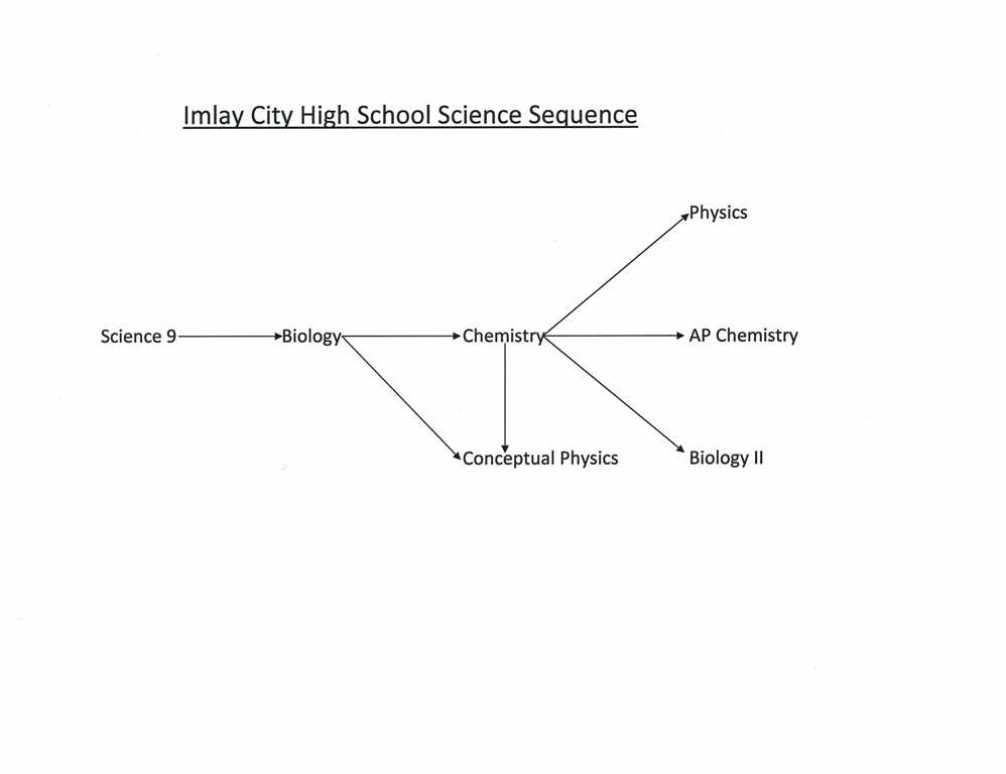 Imlay City High School Science Sequence
Physics
Science 9
Biology
Chemistry
AP Chemistry
Conceptual Physics
Biology II